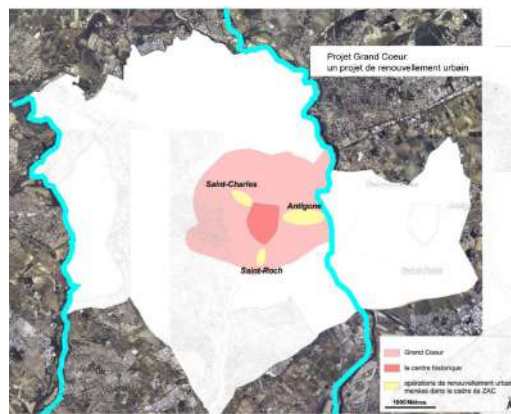 Projet Grand Coeur
un projet de renouvellement urbain
Saint-Charles
Antigone
Saint-Roch
Grand Coeur
le centre historique
opérations de renouvellement urbain
menées dans le cadre de ZAC
1000 Mètres